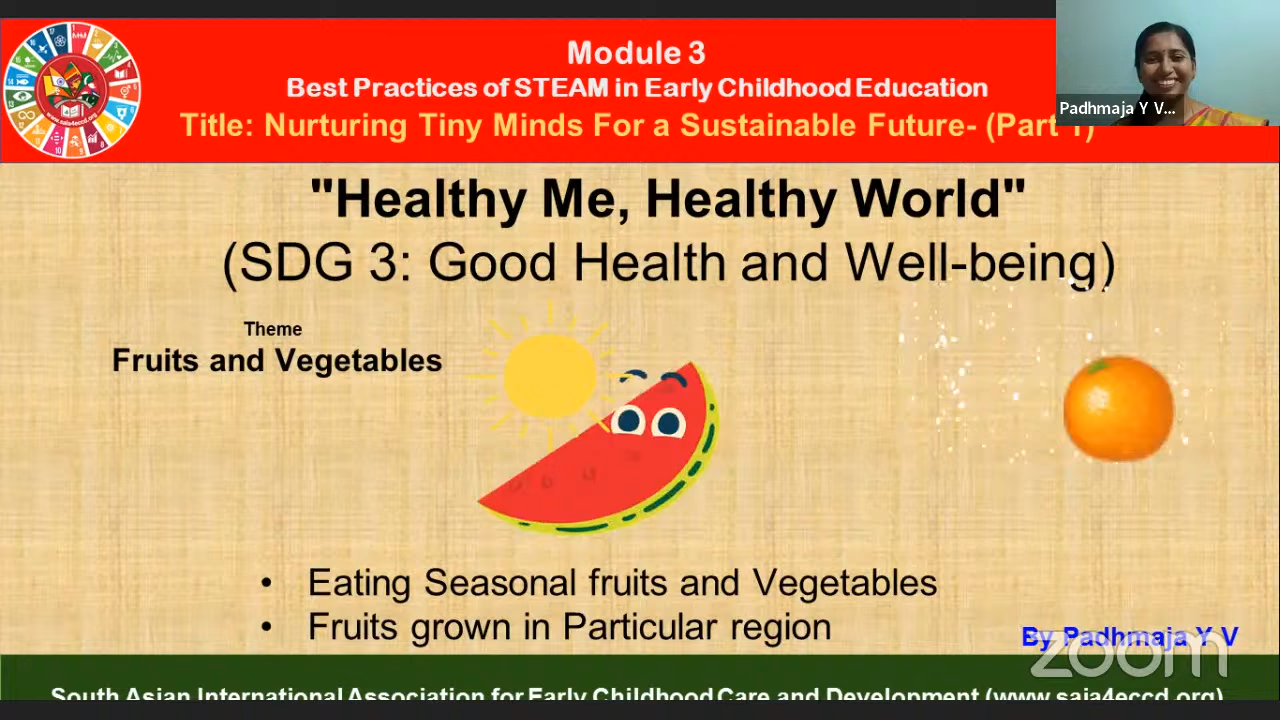 Module 3
Best Practices of STEAM in Early Childhood Education
Title: Nurturing Tiny Minds For a Sustainable Future- (Part 1)
Padhmaja Y V...
www.saia4eccd.org
"Healthy Me, Healthy World"
(SDG 3: Good Health and Well-being)
Theme
Fruits and Vegetables
• Eating Seasonal fruits and Vegetables
• Fruits grown in Particular region
By Padhmaja Y V
zoom
South Asian International Association for Early Childhood Care and Development (www.saia4eccd.org)